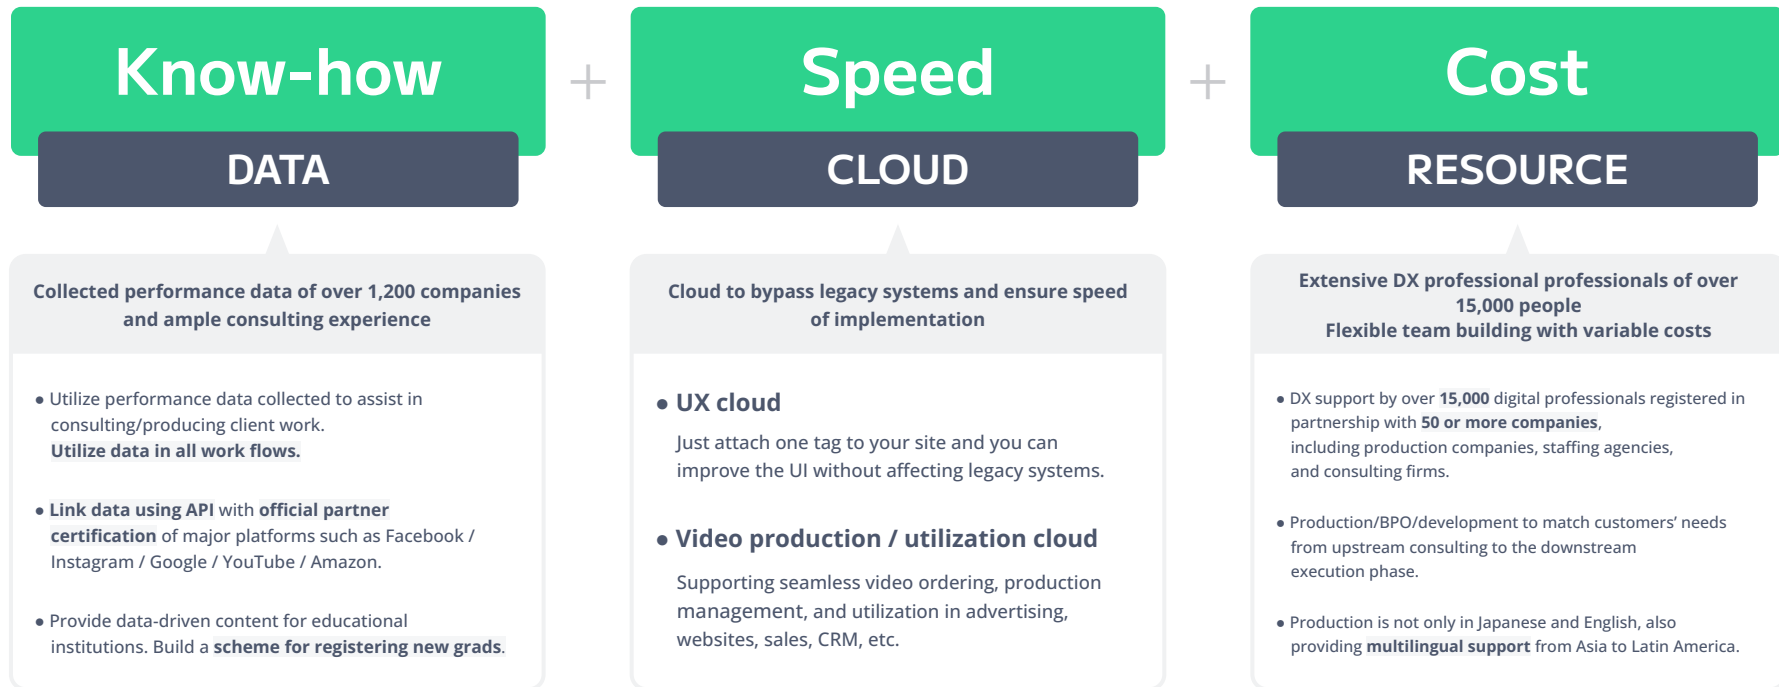 Know-how
DATA
Collected performance data of over 1,200 companies
and ample consulting experience
● Utilize performance data collected to assist in
consulting/producing client work.
Utilize data in all work flows.
● Link data using API with official partner
certification of major platforms such as Facebook /
Instagram / Google / YouTube / Amazon.
● Provide data-driven content for educational
institutions. Build a scheme for registering new grads.
+
Speed
CLOUD
Cloud to bypass legacy systems and ensure speed
of implementation
● UX cloud
Just attach one tag to your site and you can
improve the UI without affecting legacy systems.
● Video production / utilization cloud
Supporting seamless video ordering, production
management, and utilization in advertising,
websites, sales, CRM, etc.
+
Cost
RESOURCE
Extensive DX professional professionals of over
15,000 people
Flexible team building with variable costs
● DX support by over 15,000 digital professionals registered in
partnership with 50 or more companies,
including production companies, staffing agencies,
and consulting firms.
● Production/BPO/development to match customers’ needs
from upstream consulting to the downstream
execution phase.
● Production is not only in Japanese and English, also
providing multilingual support from Asia to Latin America.